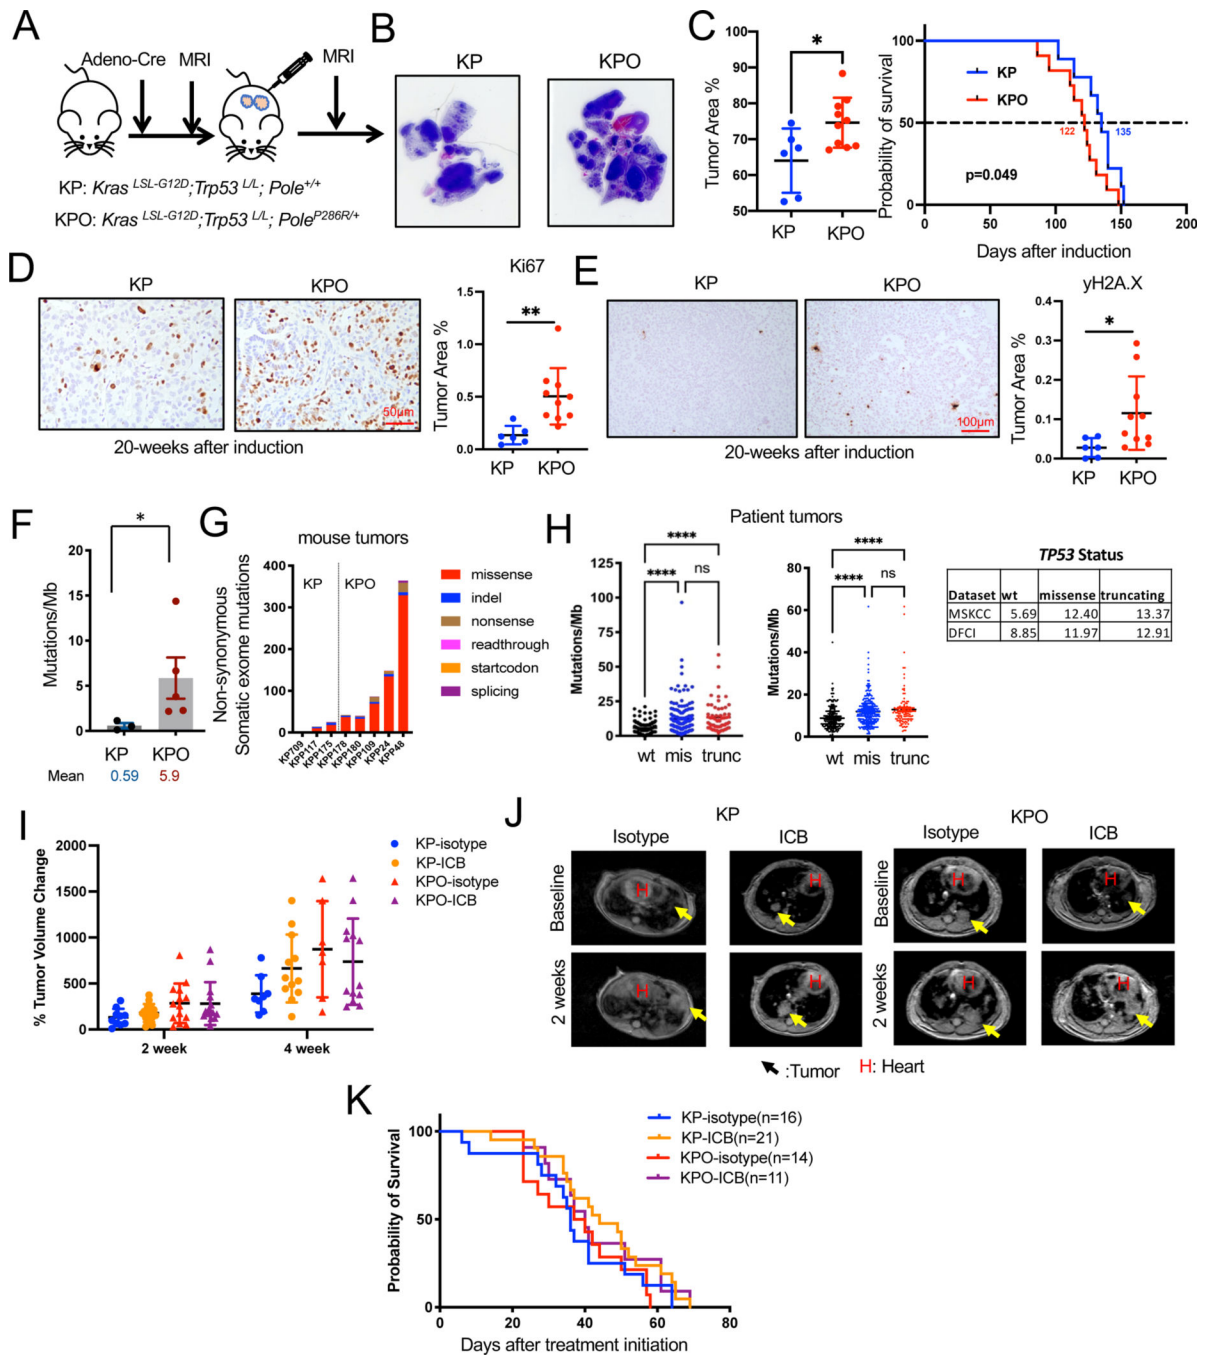 A
Adeno-Cre
MRI
MRI
KP: Kras LSL-G12D;Trp53 L/L; Pole+/+
KPO: Kras LSL-G12D;Trp53 L/L; PoleP286R/+
B
KP
KPO
C
Tumor Area %
100
90
80
70
60
50
*
KP
KPO
Probability of survival
100
50
0
KP
KPO
122
135
p=0.049
0
50
100
150
200
Days after induction
D
KP
KPO
50µm
20-weeks after induction
Ki67
Tumor Area %
1.5
1.0
0.5
0.0
**
KP
KPO
E
KP
KPO
100µm
20-weeks after induction
yH2A.X
Tumor Area %
0.4
0.3
0.2
0.1
0.0
*
KP
KPO
F
Mutations/Mb
20
15
10
5
0
*
KP
KPO
Mean
0.59
5.9
G
mouse tumors
Non-synonymous
Somatic exome mutations
400
300
200
100
0
KP
KPO
KP709
KPP117
KPP175
KPP178
KPP180
KPP109
KPP24
KPP48
missense
indel
nonsense
readthrough
startcodon
splicing
H
Patient tumors
Mutations/Mb
125
100
75
50
25
0
****
****
ns
wt
mis
trunc
Mutations/Mb
80
60
40
20
0
****
****
ns
wt
mis
trunc
TP53 Status
Dataset wt missense truncating
MSKCC 5.69 12.40 13.37
DFCI 8.85 11.97 12.91
I
% Tumor Volume Change
2000
1500
1000
500
0
2 week
4 week
KP-isotype
KP-ICB
KPO-isotype
KPO-ICB
J
KP
KPO
Isotype
ICB
Isotype
ICB
Baseline
H
H
Baseline
H
H
2 weeks
H
H
2 weeks
H
H
:Tumor
H: Heart
K
Probability of Survival
100
50
0
0
20
40
60
80
Days after treatment initiation
KP-isotype(n=16)
KP-ICB(n=21)
KPO-isotype(n=14)
KPO-ICB(n=11)